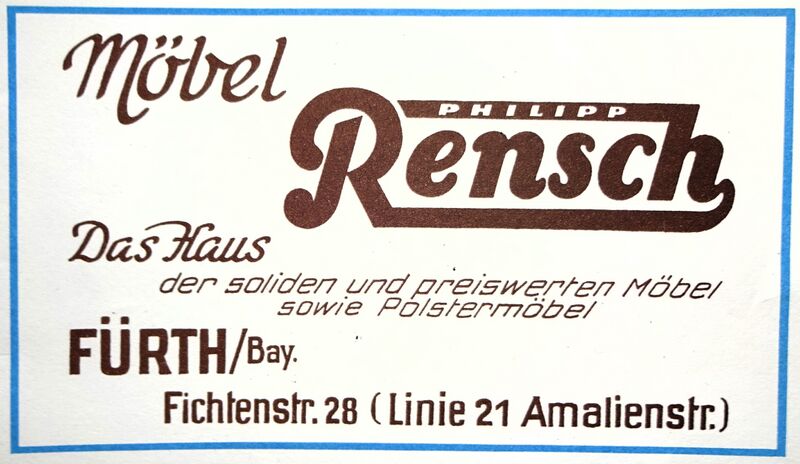 Möbel
PHILIPP
Rensch
Das Haus
der soliden und preiswerten Möbel
sowie Polstermöbel
FÜRTH/Bay.
Fichtenstr. 28 (Linie 21 Amalienstr.)